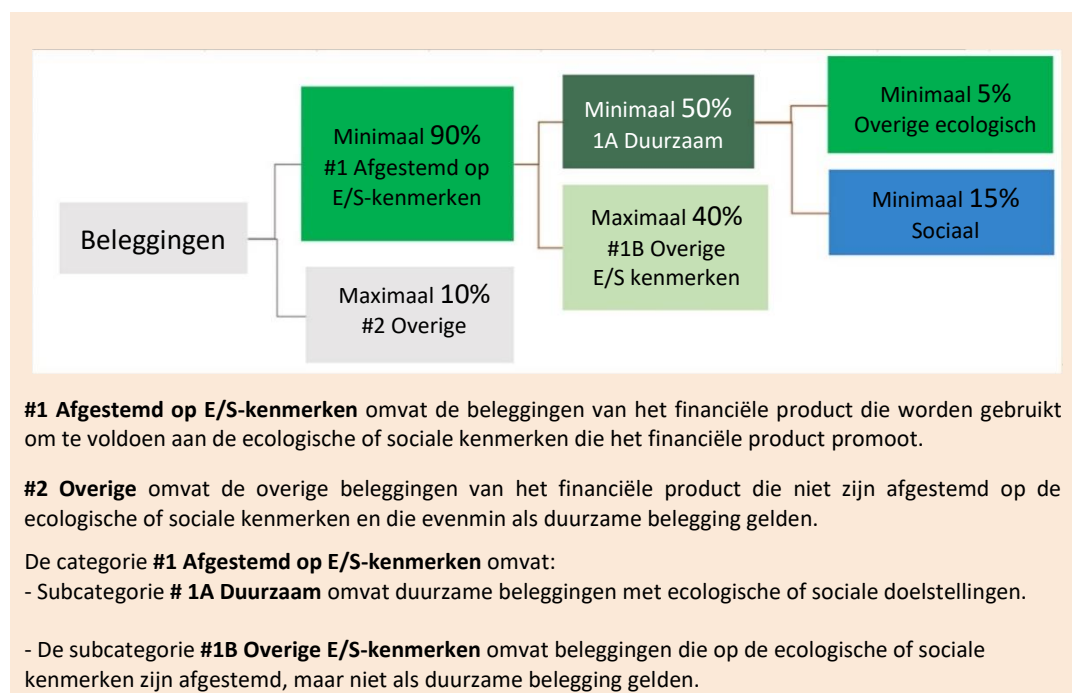 Beleggingen
Minimaal 90%
#1 Afgestemd op
E/S-kenmerken
Maximaal 10%
#2 Overige
Minimaal 50%
1A Duurzaam
Maximaal 40%
#1B Overige
E/S kenmerken
Minimaal 5%
Overige ecologisch
Minimaal 15%
Sociaal
#1 Afgestemd op E/S-kenmerken omvat de beleggingen van het financiële product die worden gebruikt
om te voldoen aan de ecologische of sociale kenmerken die het financiële product promoot.
#2 Overige omvat de overige beleggingen van het financiële product die niet zijn afgestemd op de
ecologische of sociale kenmerken en die evenmin als duurzame belegging gelden.
De categorie #1 Afgestemd op E/S-kenmerken omvat:
- Subcategorie # 1A Duurzaam omvat duurzame beleggingen met ecologische of sociale doelstellingen.
- De subcategorie #1B Overige E/S-kenmerken omvat beleggingen die op de ecologische of sociale
kenmerken zijn afgestemd, maar niet als duurzame belegging gelden.